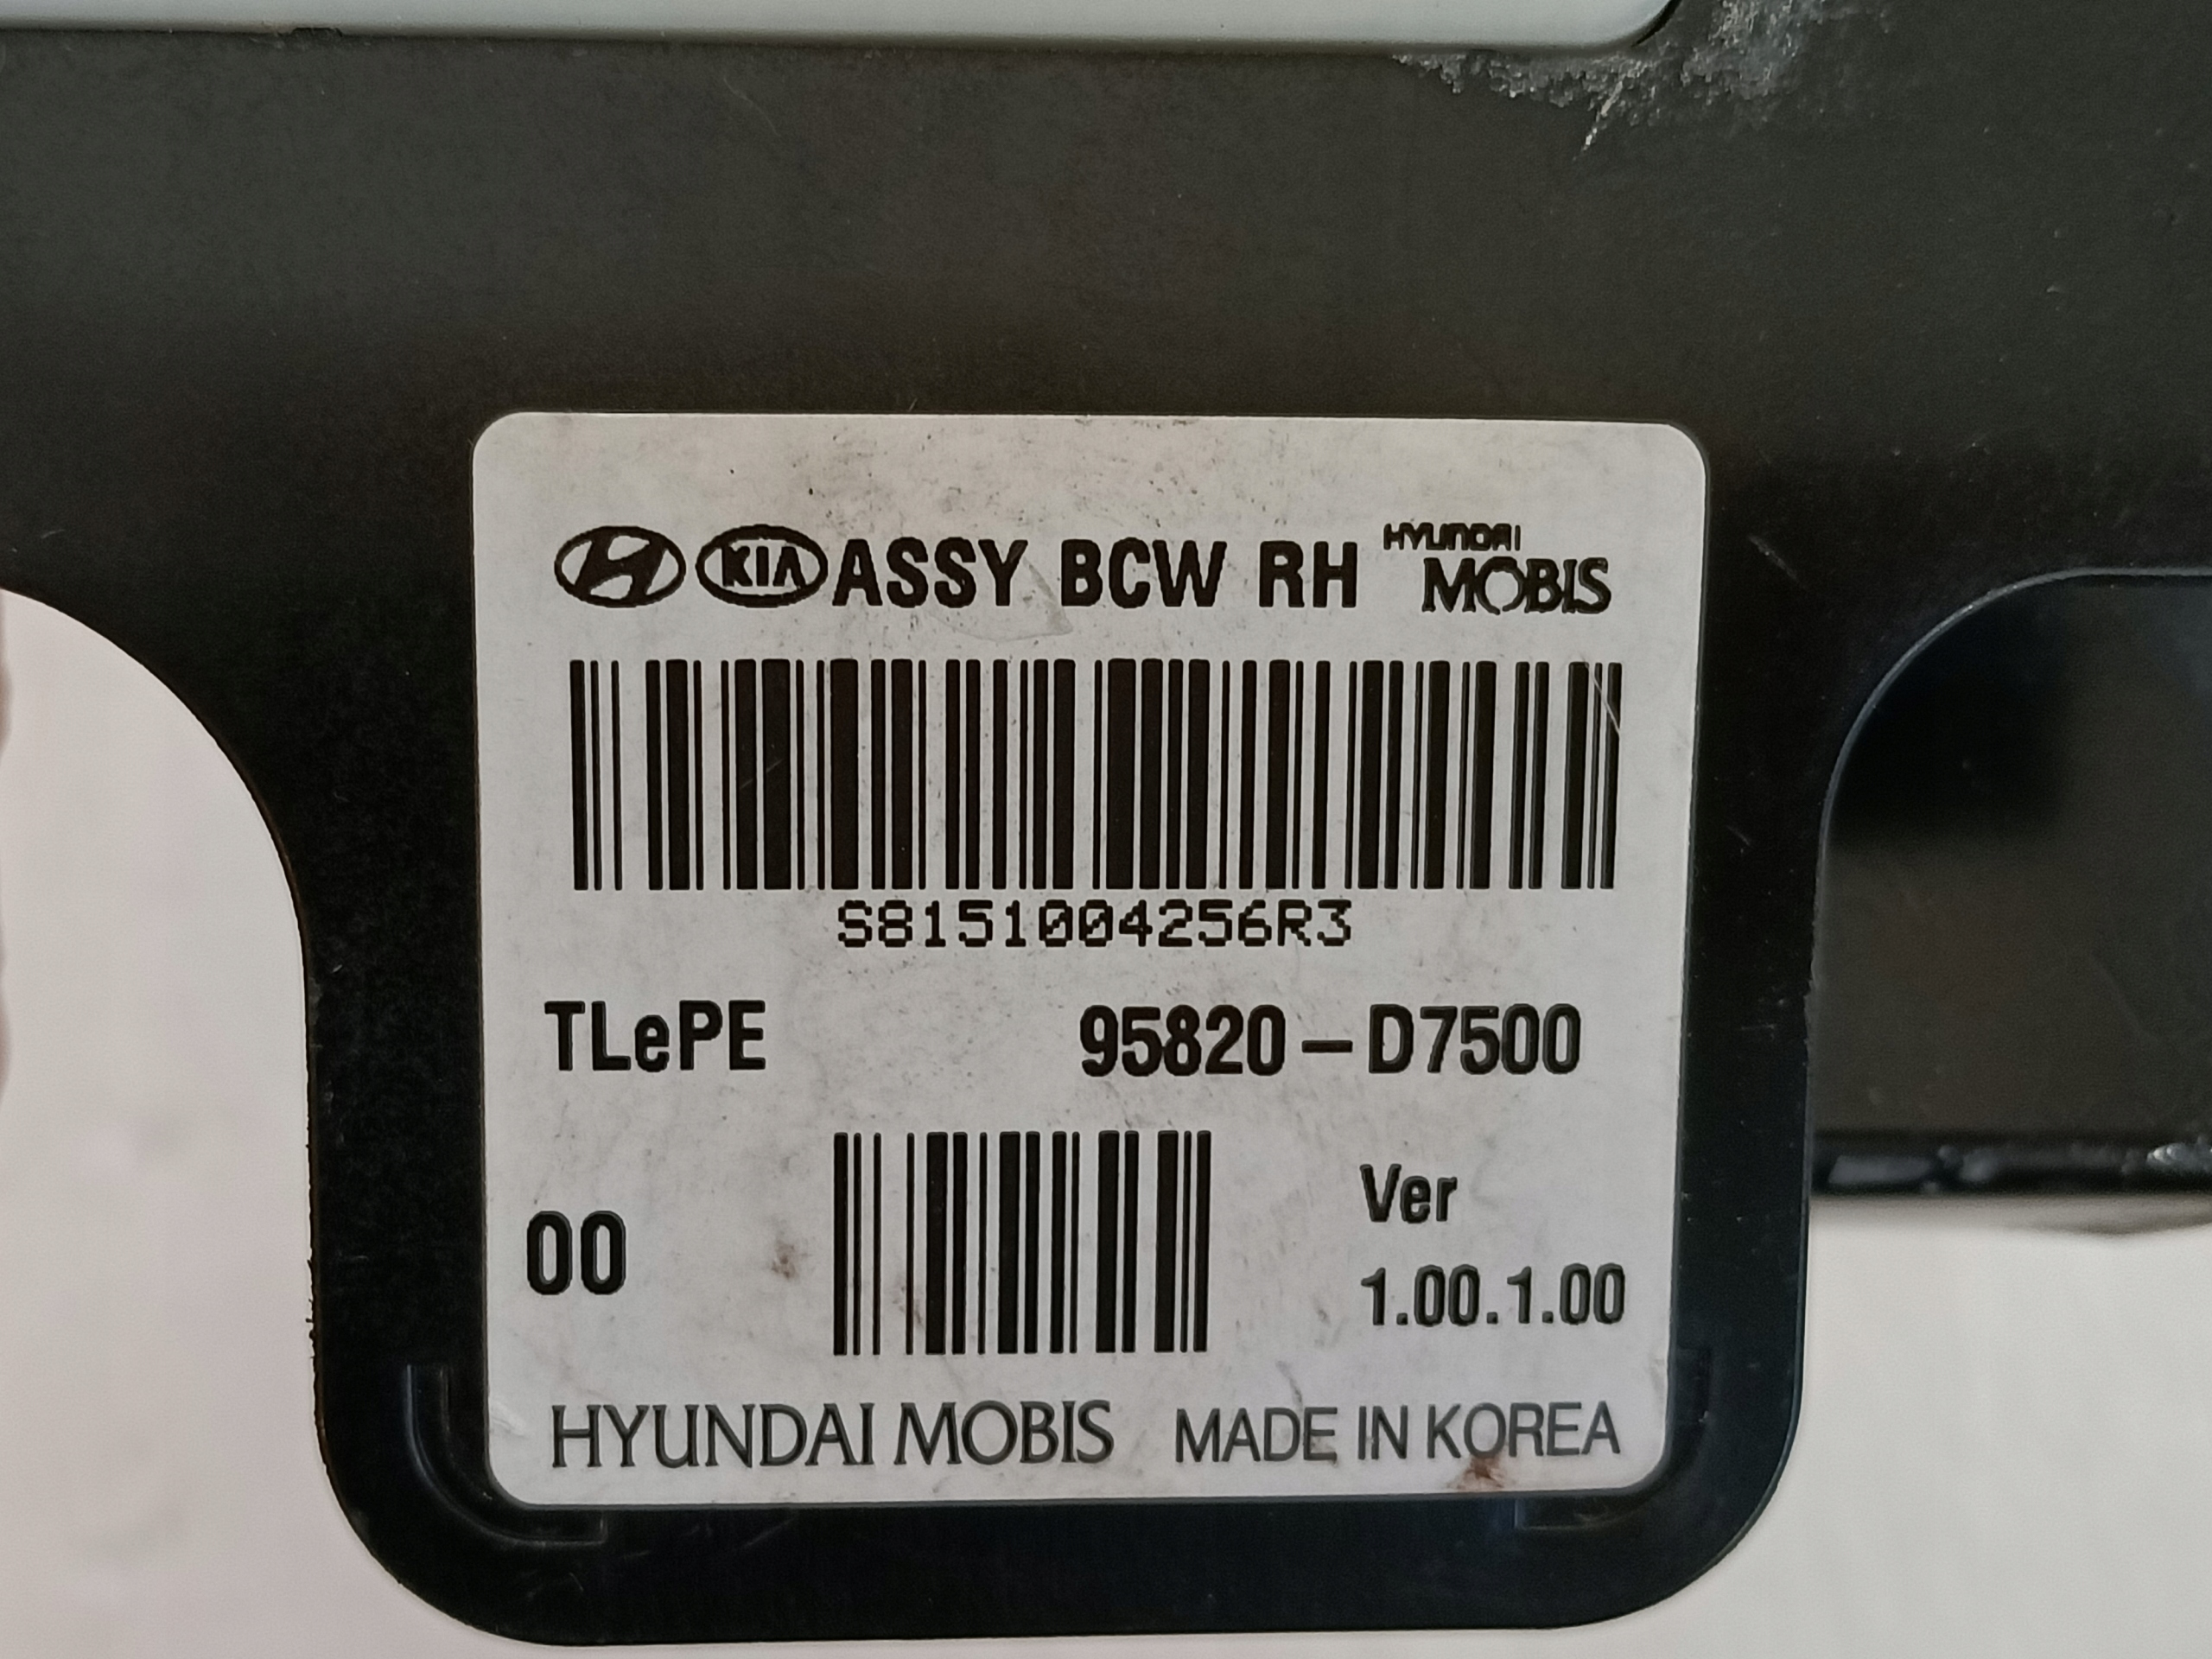 KIA ASSY BCW RH HYUNDAI MOBIS
S8151004256R3
TLePE 95820-D7500
00 Ver
1.00.1.00
HYUNDAI MOBIS MADE IN KOREA